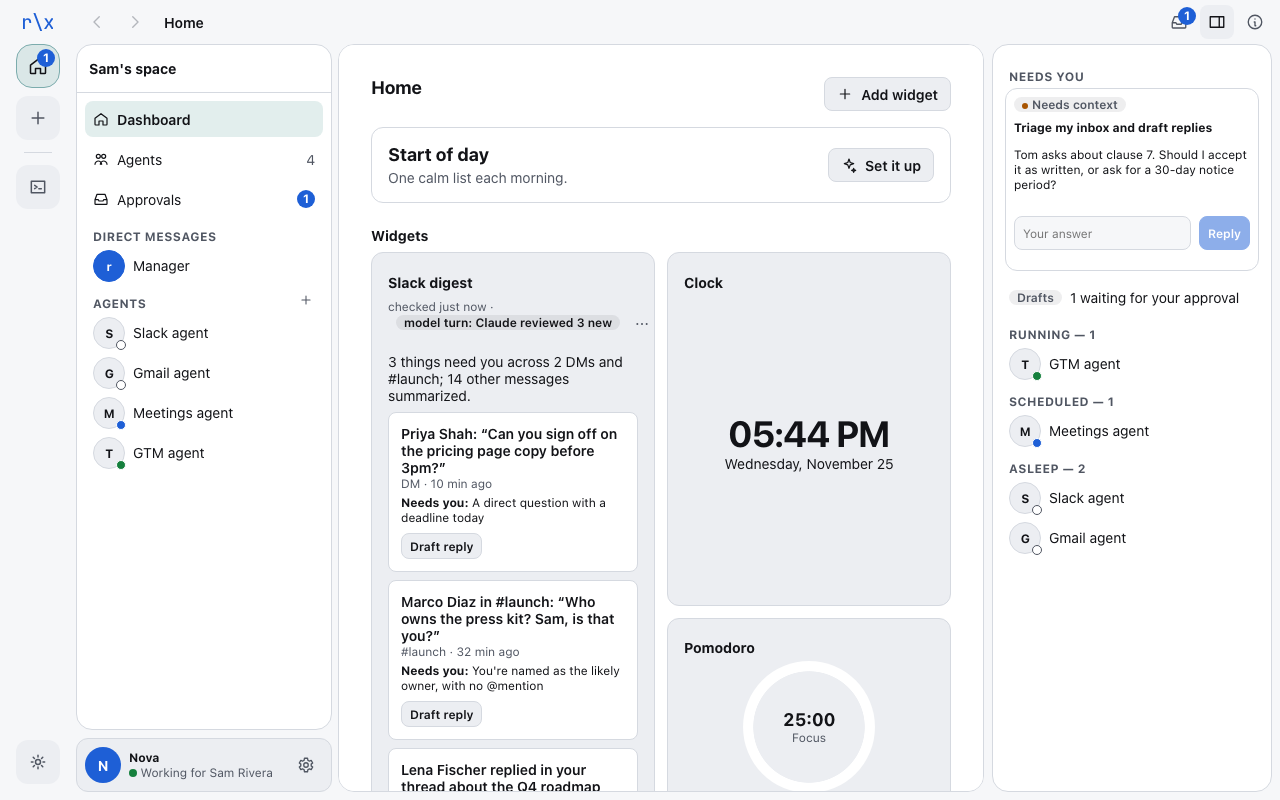 r\x
Home
1
1
Sam's space
Dashboard
Agents
4
Approvals
1
DIRECT MESSAGES
r
Manager
AGENTS
S
Slack agent
G
Gmail agent
M
Meetings agent
T
GTM agent
N
Nova
Working for Sam Rivera
Home
Add widget
Start of day
One calm list each morning.
Set it up
Widgets
Slack digest
checked just now ·
model turn: Claude reviewed 3 new
...
3 things need you across 2 DMs and
#launch; 14 other messages
summarized.
Priya Shah: “Can you sign off on
the pricing page copy before
3pm?”
DM · 10 min ago
Needs you: A direct question with a
deadline today
Draft reply
Marco Diaz in #launch: “Who
owns the press kit? Sam, is that
you?”
#launch · 32 min ago
Needs you: You're named as the likely
owner, with no @mention
Draft reply
Lena Fischer replied in your
thread about the Q4 roadmap
Clock
05:44 PM
Wednesday, November 25
Pomodoro
25:00
Focus
NEEDS YOU
Needs context
Triage my inbox and draft replies
Tom asks about clause 7. Should I accept
it as written, or ask for a 30-day notice
period?
Your answer
Reply
Drafts
1 waiting for your approval
RUNNING — 1
T
GTM agent
SCHEDULED — 1
M
Meetings agent
ASLEEP — 2
S
Slack agent
G
Gmail agent